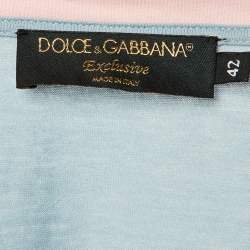 DOLCE & GABBANA
Exclusive
MADE IN ITALY
42